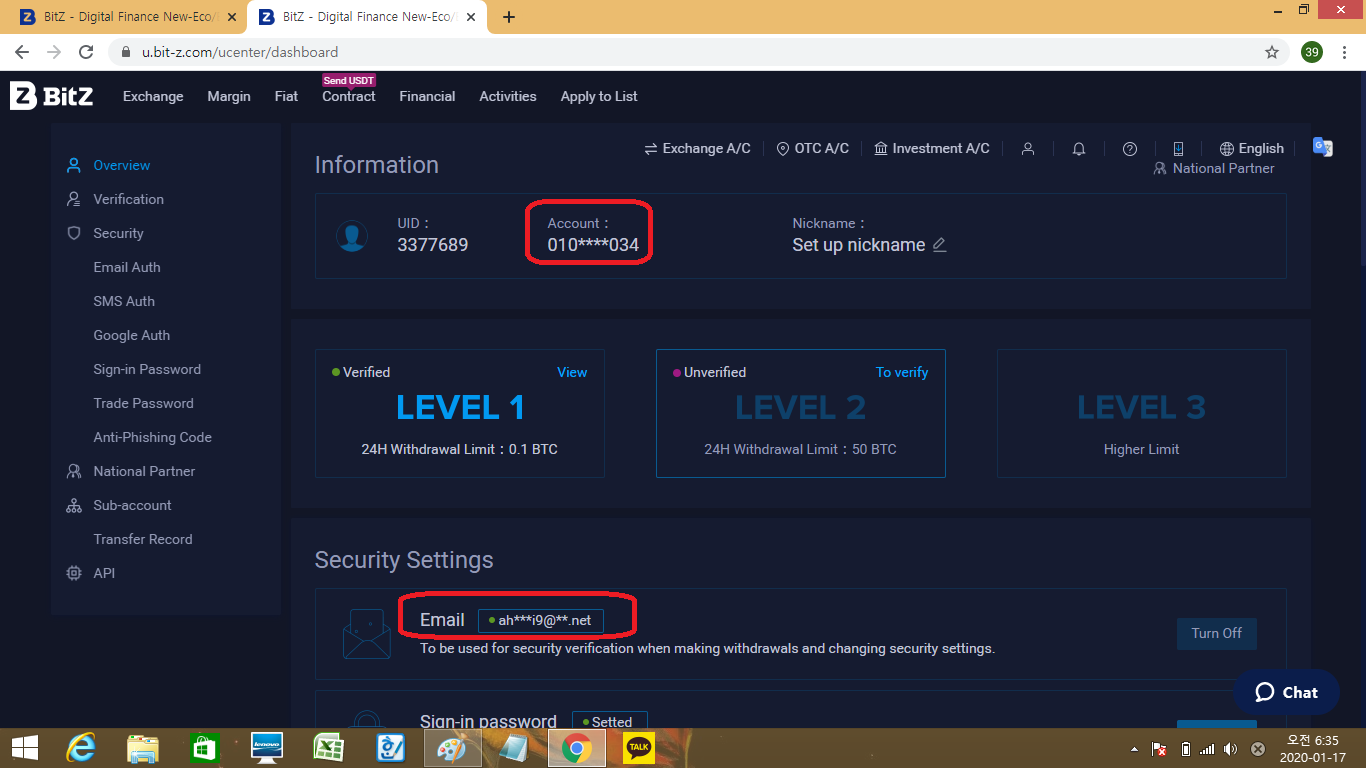 BitZ - Digital Finance New-Eco/
BitZ - Digital Finance New-Eco/
u.bit-z.com/ucenter/dashboard
39
BitZ
Exchange
Margin
Fiat
Send USDT
Contract
Financial
Activities
Apply to List
Exchange A/C
OTC A/C
Investment A/C
English
National Partner
Overview
Verification
Security
Email Auth
SMS Auth
Google Auth
Sign-in Password
Trade Password
Anti-Phishing Code
National Partner
Sub-account
Transfer Record
API
Information
UID :
3377689
Account :
010****034
Nickname :
Set up nickname
Verified
View
LEVEL 1
24H Withdrawal Limit : 0.1 BTC
Unverified
To verify
LEVEL 2
24H Withdrawal Limit : 50 BTC
LEVEL 3
Higher Limit
Security Settings
Email
ah***i9@**.net
To be used for security verification when making withdrawals and changing security settings.
Turn Off
Sign-in password
Setted
Chat
lenovo
TALK
오전 6:35
2020-01-17